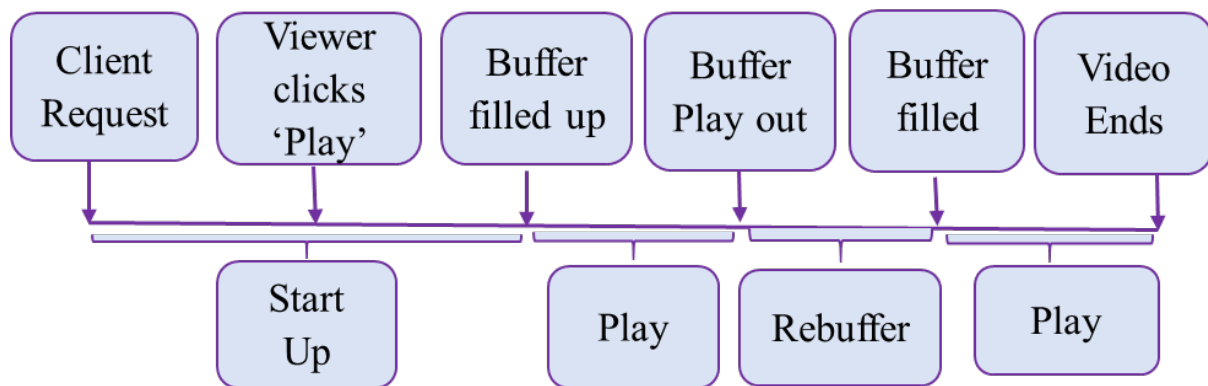 Client
Request
Viewer
clicks
‘Play’
Buffer
filled up
Buffer
Play out
Buffer
filled
Video
Ends
Start
Up
Play
Rebuffer
Play